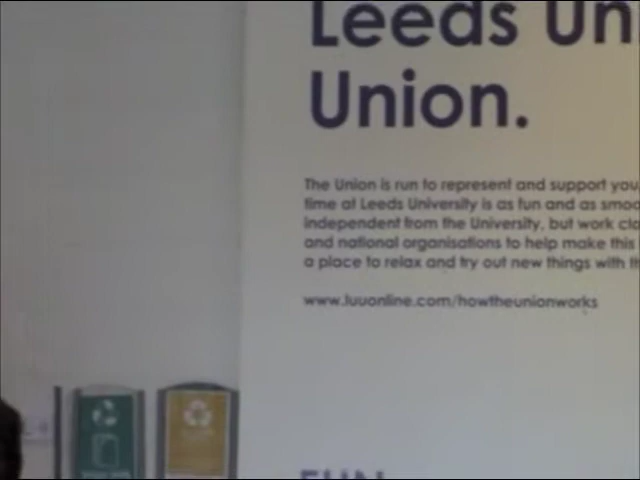 Leeds Un
Union.
The Union is run to represent and support you
time at Leeds University is as fun and as smoo
independent from the University, but work clo
and national organisations to help make this
a place to relax and try out new things with th
www.luuonline.com/howtheunionworks
FUN